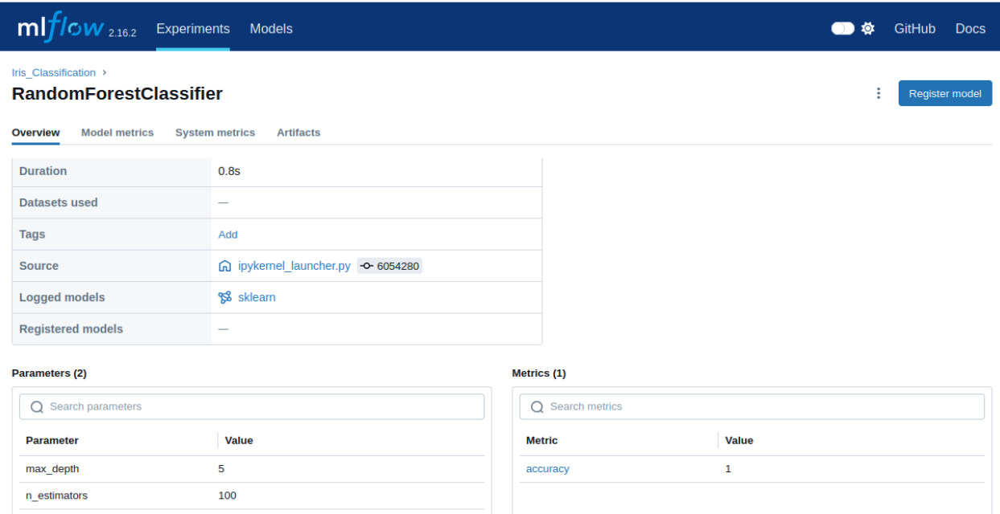 mlflow 2.16.2 Experiments Models GitHub Docs
Iris_Classification ›
RandomForestClassifier
Register model
Overview Model metrics System metrics Artifacts
Duration 0.8s
Datasets used —
Tags Add
Source ipykernel_launcher.py 6054280
Logged models sklearn
Registered models —
Parameters (2)
Search parameters
Parameter Value
max_depth 5
n_estimators 100
Metrics (1)
Search metrics
Metric Value
accuracy 1